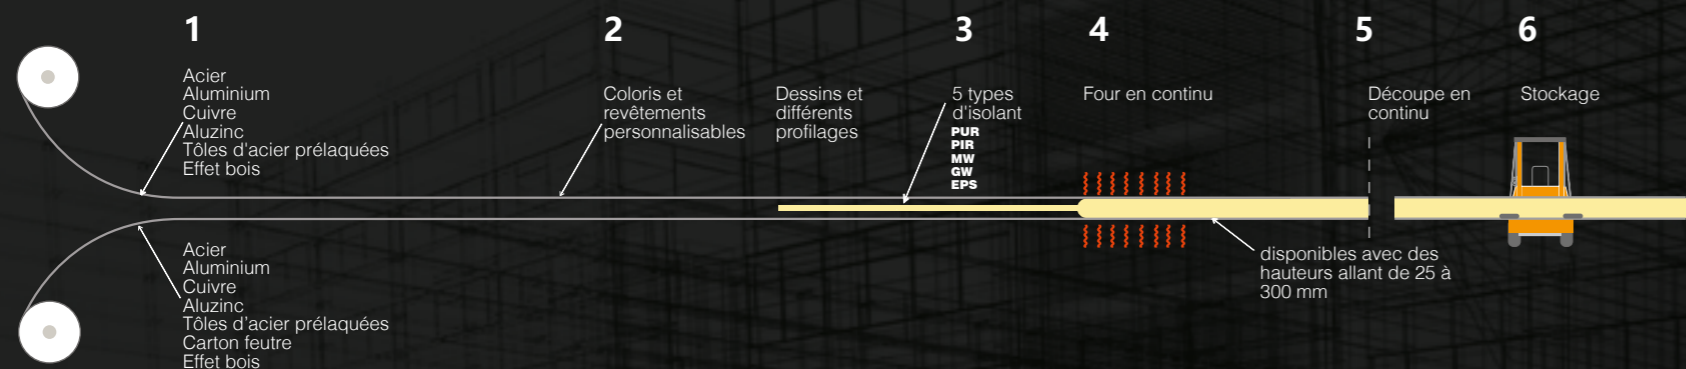 1
Acier
Aluminium
Cuivre
Aluzinc
Tôles d'acier prélaquées
Effet bois
Acier
Aluminium
Cuivre
Aluzinc
Tôles d'acier prélaquées
Carton feutre
Effet bois
2
Coloris et
revêtements
personnalisables
Dessins et
différents
profilages
3
5 types
d'isolant
PUR
PIR
MW
GW
EPS
4
Four en continu
disponibles avec des
hauteurs allant de 25 à
300 mm
5
Découpe en
continu
6
Stockage